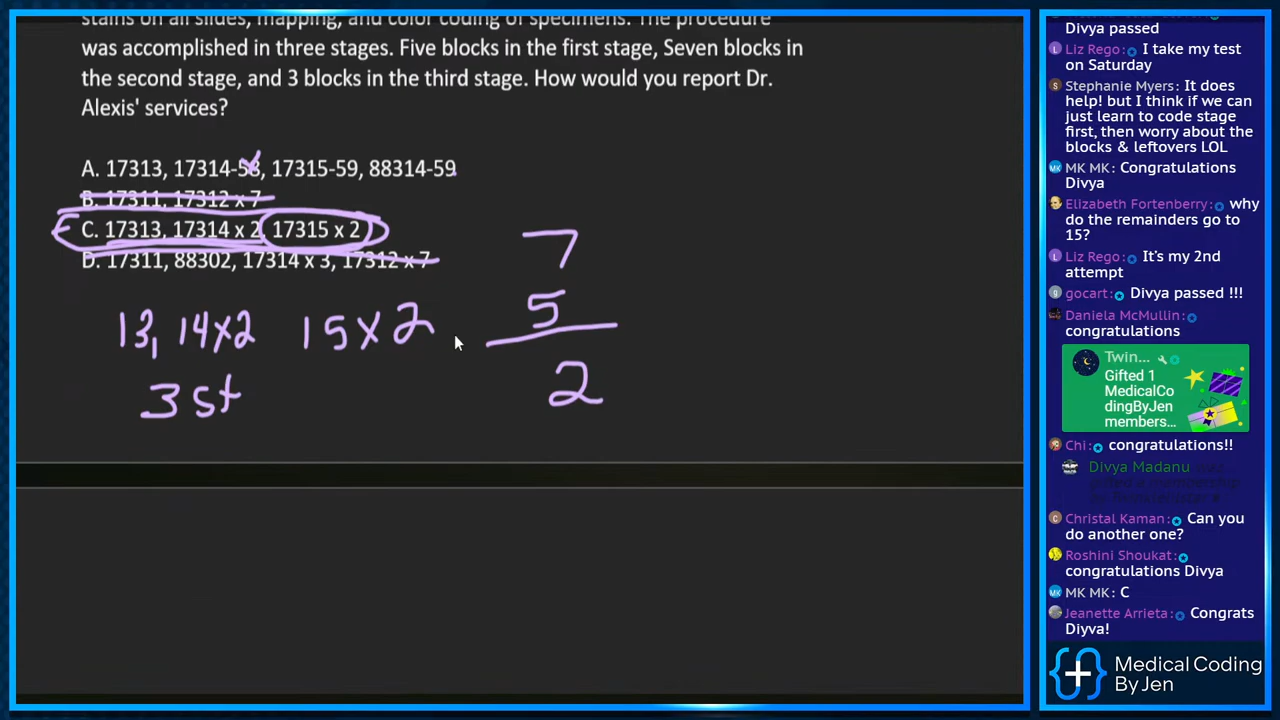 stains on all slides, mapping, and color coding of specimens. The procedure
was accomplished in three stages. Five blocks in the first stage, Seven blocks in
the second stage, and 3 blocks in the third stage. How would you report Dr.
Alexis' services?
A. 17313, 17314-59, 17315-59, 88314-59
B. 17311, 17312 x 7
C. 17313, 17314 x 2, 17315 x 2
D. 17311, 88302, 17314 x 3, 17312 x 7
13, 14x2 15x2
3 st
7
5
2
Divya passed
Liz Rego: I take my test
on Saturday
Stephanie Myers: It does
help! but I think if we can
just learn to code stage
first, then worry about the
blocks & leftovers LOL
MK MK: Congratulations
Divya
Elizabeth Fortenberry: why
do the remainders go to
15?
Liz Rego: It's my 2nd
attempt
gocart: Divya passed !!!
Daniela McMullin:
congratulations
Twin...
Gifted 1
MedicalCo
dingByJen
members...
Chi: congratulations!!
Divya Madanu was
gifted a membership
Christal Kaman: Can you
do another one?
Roshini Shoukat:
congratulations Divya
MK MK: C
Jeanette Arrieta: Congrats
Diyva!
Medical Coding
By Jen